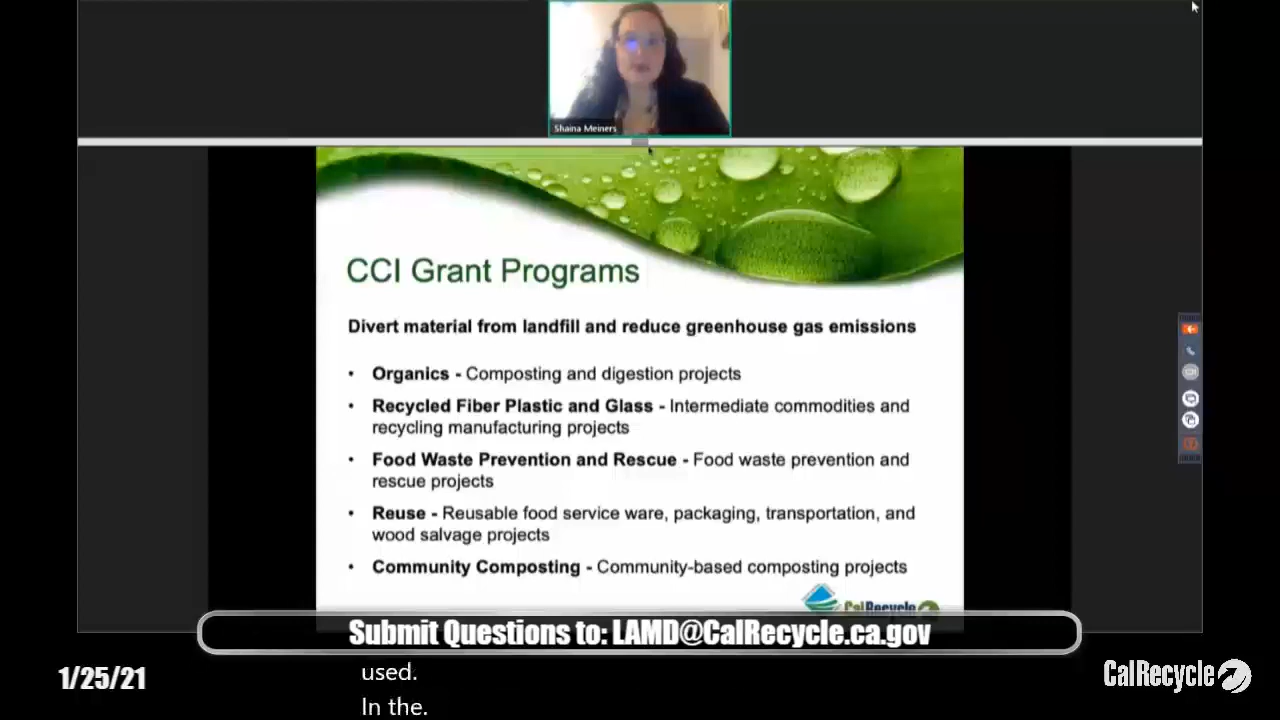 Shaina Meiners
CCI Grant Programs
Divert material from landfill and reduce greenhouse gas emissions
• Organics - Composting and digestion projects
• Recycled Fiber Plastic and Glass - Intermediate commodities and
recycling manufacturing projects
• Food Waste Prevention and Rescue - Food waste prevention and
rescue projects
• Reuse - Reusable food service ware, packaging, transportation, and
wood salvage projects
• Community Composting - Community-based composting projects
CalRecycle
Submit Questions to: LAMD@CalRecycle.ca.gov
used.
1/25/21
CalRecycle
In the.